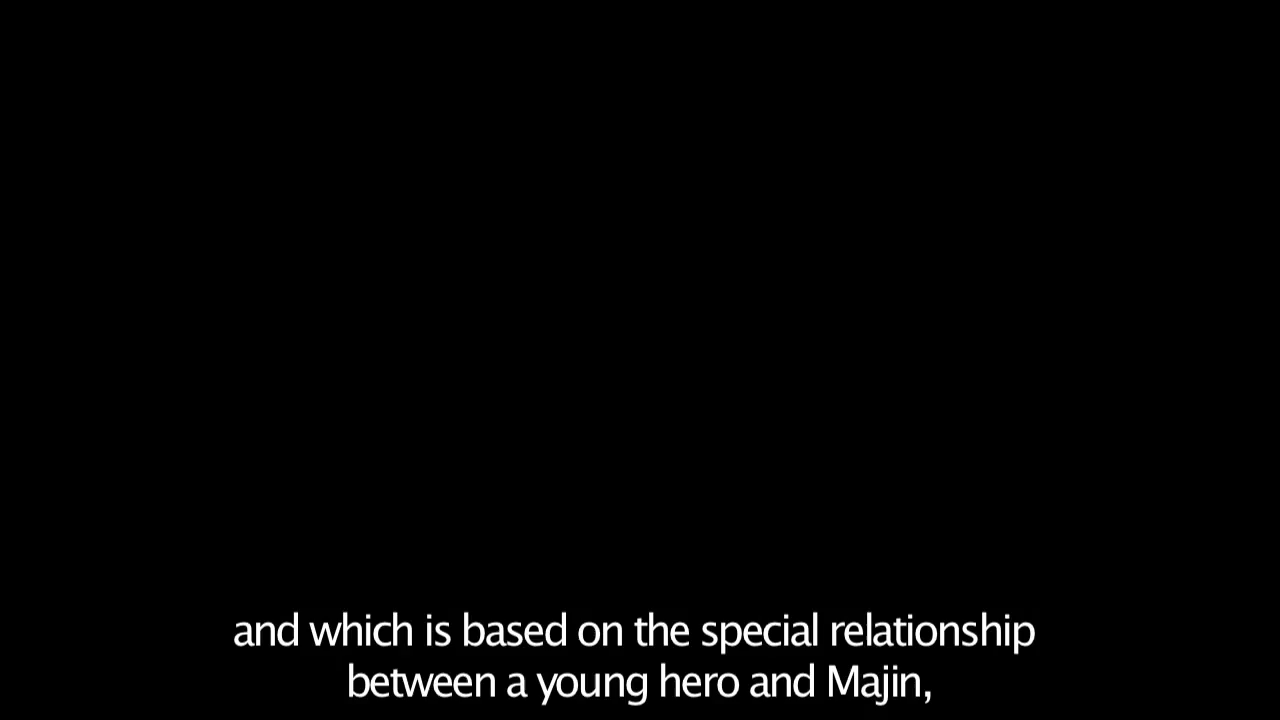 and which is based on the special relationship
between a young hero and Majin,